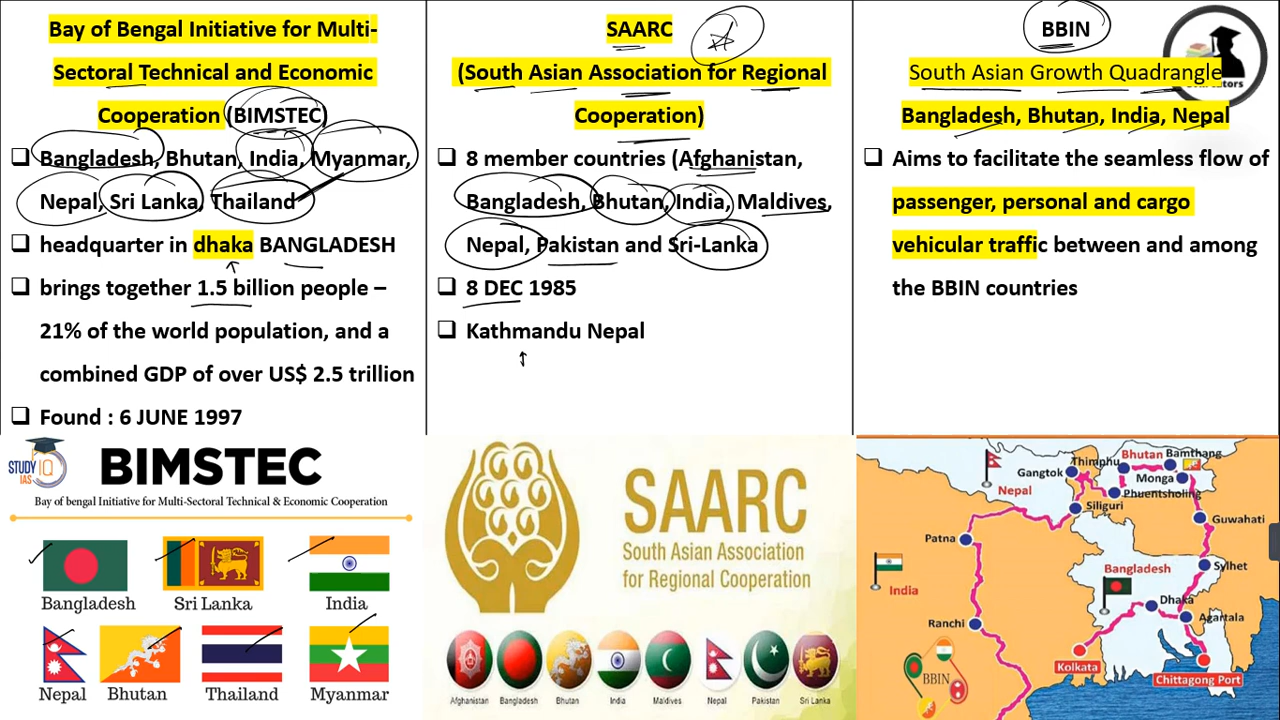 Bay of Bengal Initiative for Multi-
Sectoral Technical and Economic
Cooperation (BIMSTEC)
❑ Bangladesh, Bhutan, India, Myanmar,
Nepal, Sri Lanka, Thailand
❑ headquarter in dhaka BANGLADESH
❑ brings together 1.5 billion people –
21% of the world population, and a
combined GDP of over US$ 2.5 trillion
❑ Found : 6 JUNE 1997
STUDY IQ
IAS
BIMSTEC
Bay of bengal Initiative for Multi-Sectoral Technical & Economic Cooperation
Bangladesh
Sri Lanka
India
Nepal
Bhutan
Thailand
Myanmar
SAARC
(South Asian Association for Regional
Cooperation)
❑ 8 member countries (Afghanistan,
Bangladesh, Bhutan, India, Maldives,
Nepal, Pakistan and Sri-Lanka
❑ 8 DEC 1985
❑ Kathmandu Nepal
SAARC
South Asian Association
for Regional Cooperation
Afghanistan
Bangladesh
Bhutan
India
Maldives
Nepal
Pakistan
Sri Lanka
BBIN
South Asian Growth Quadrangle
Bangladesh, Bhutan, India, Nepal
❑ Aims to facilitate the seamless flow of
passenger, personal and cargo
vehicular traffic between and among
the BBIN countries
Thimphu
Bhutan
Bamthang
Gangtok
Monga
Nepal
Phuentsholing
Siliguri
Guwahati
Patna
Sylhet
Bangladesh
India
Dhaka
Agartala
Ranchi
Kolkata
Chittagong Port
BBIN